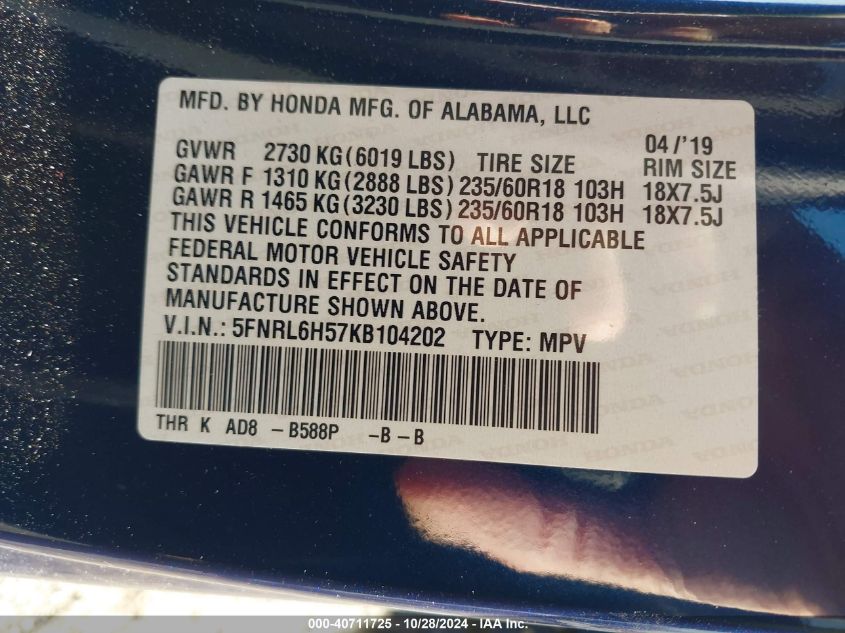 MFD. BY HONDA MFG. OF ALABAMA, LLC
04 /'19
GVWR 2730 KG (6019 LBS) TIRE SIZE RIM SIZE
GAWR F 1310 KG (2888 LBS) 235/60R18 103H 18X7.5J
GAWR R 1465 KG (3230 LBS) 235/60R18 103H 18X7.5J
THIS VEHICLE CONFORMS TO ALL APPLICABLE
FEDERAL MOTOR VEHICLE SAFETY
STANDARDS IN EFFECT ON THE DATE OF
MANUFACTURE SHOWN ABOVE.
V.I.N.: 5FNRL6H57KB104202 TYPE: MPV
THR K AD8 -B588P -B-B
000-40711725 - 10/28/2024 - IAA Inc.